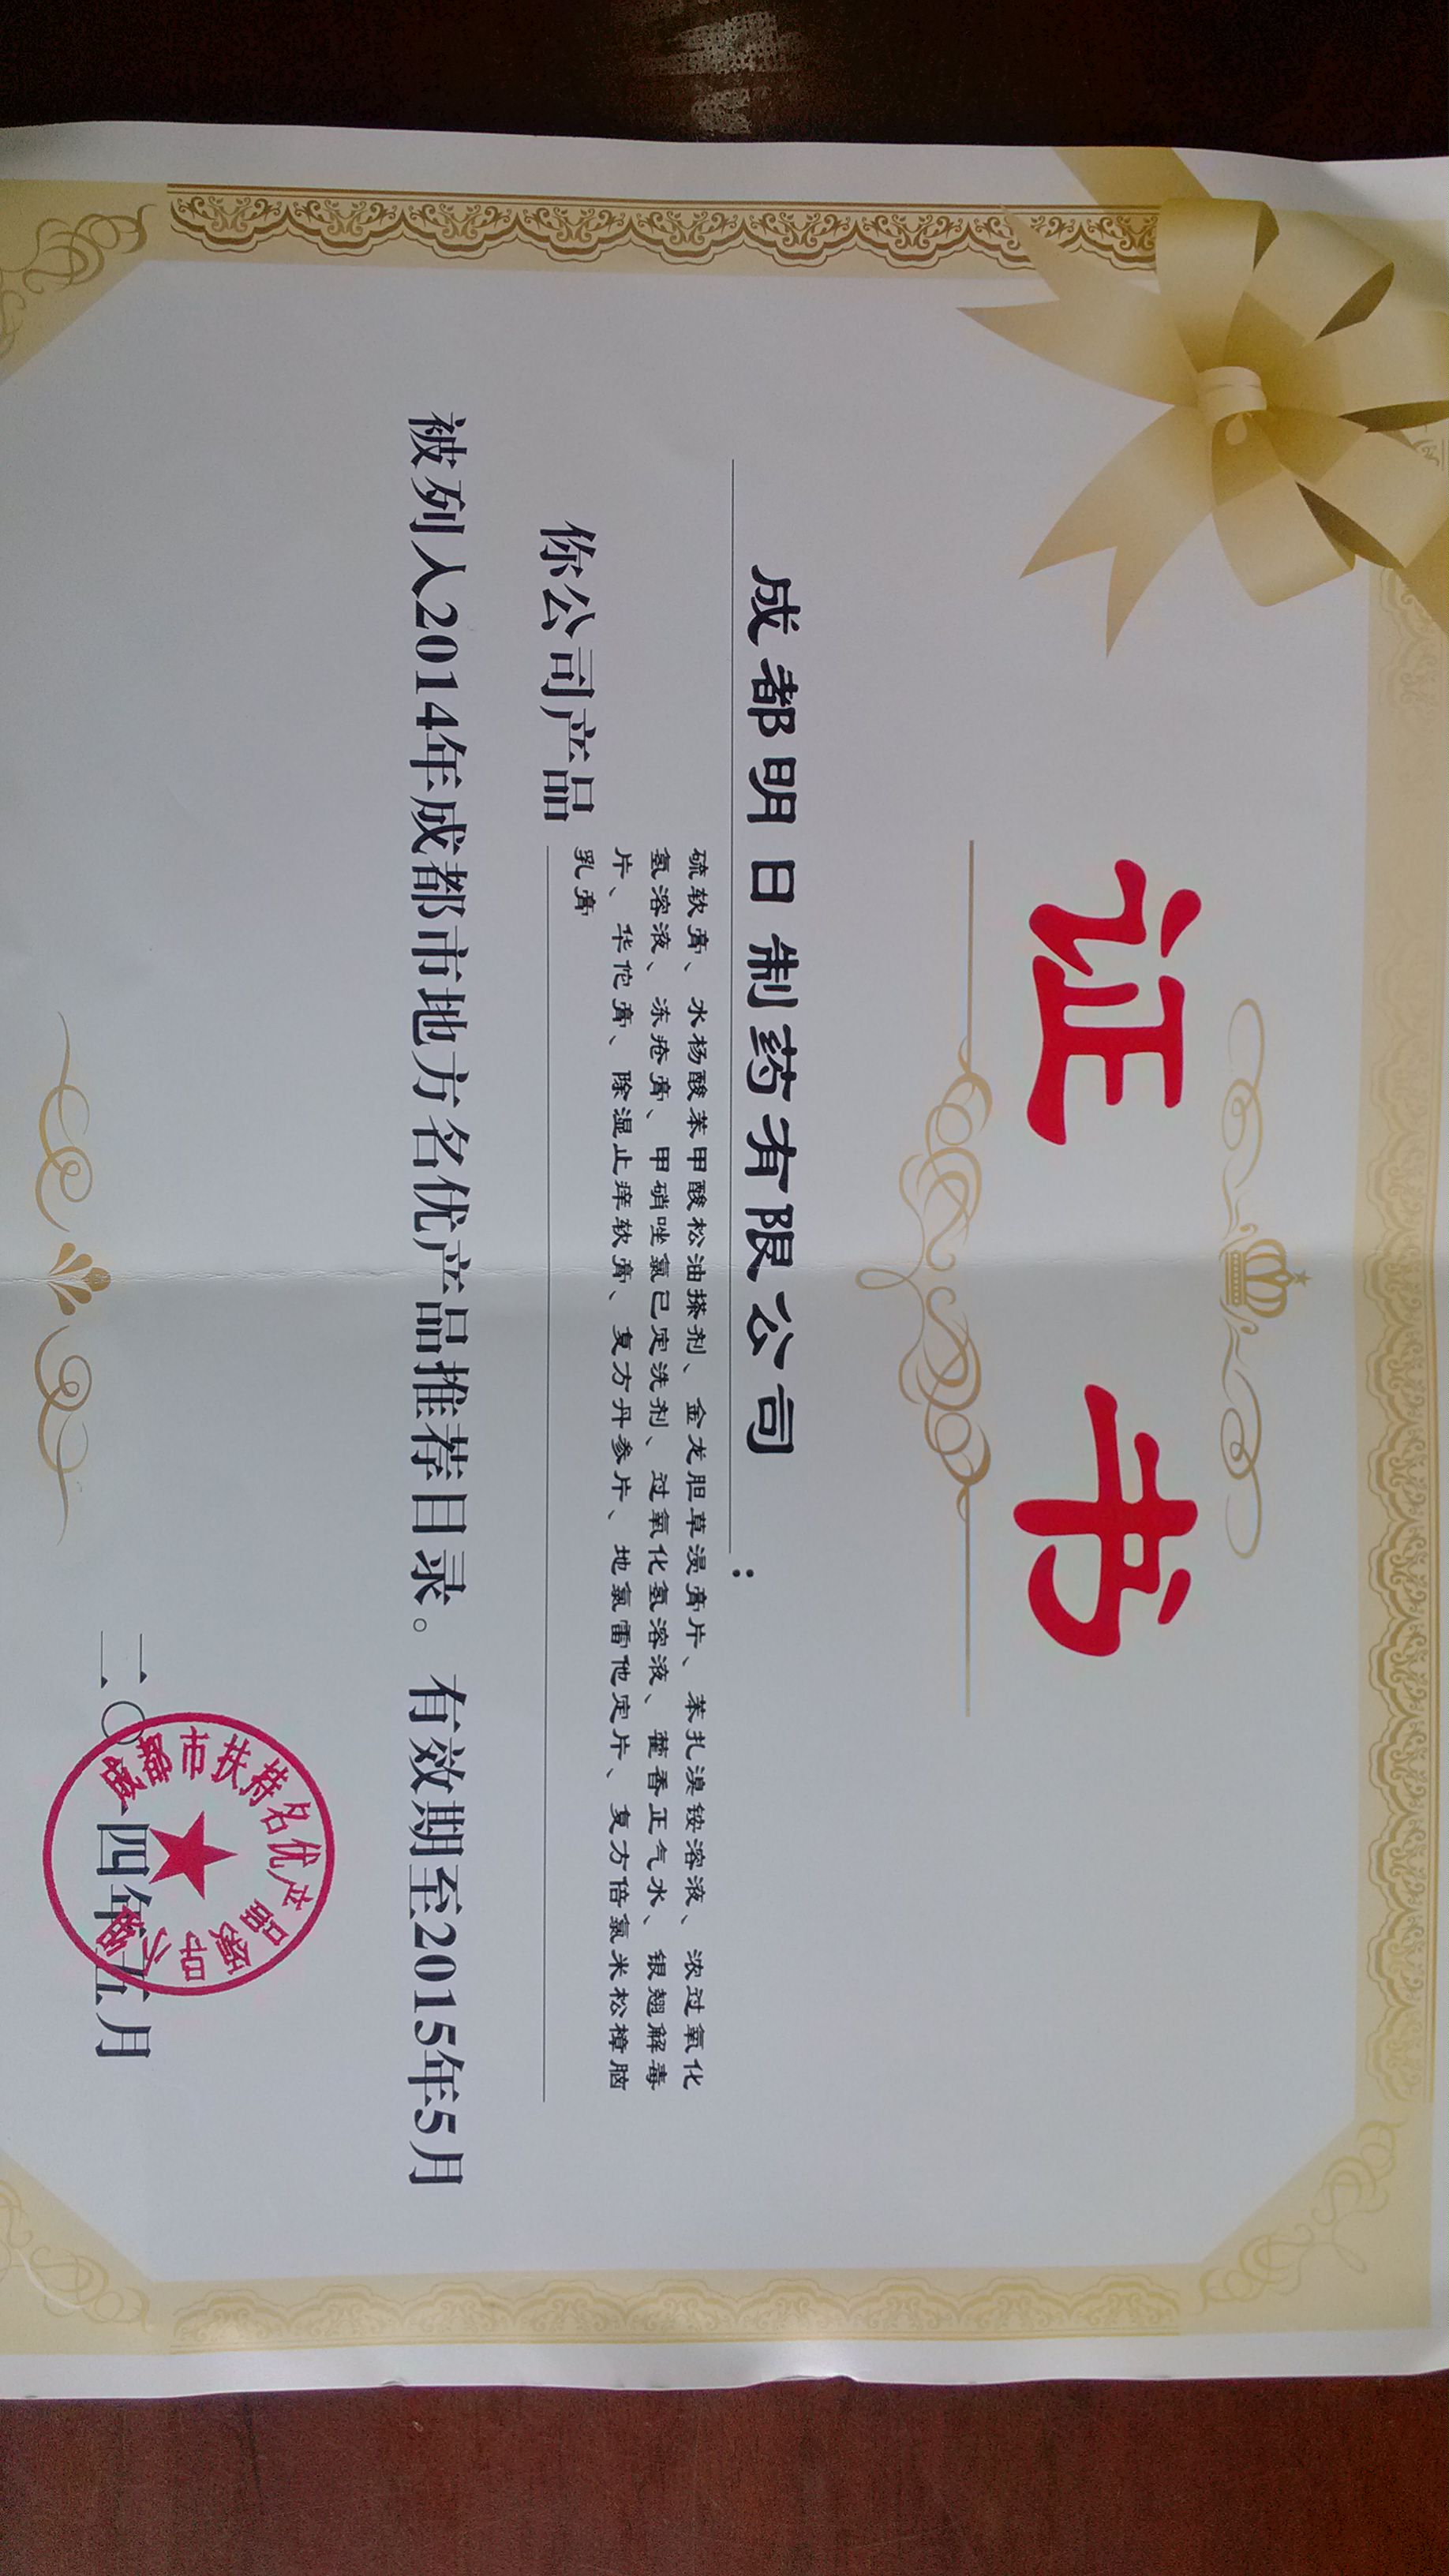 证书
成都明日制药有限公司：
硫软膏、水杨酸苯甲酸松油搽剂、金龙胆草浸膏片、苯扎溴铵溶液、浓过氧化
氢溶液、冻疮膏、甲硝唑氯已定洗剂、过氧化氢溶液、藿香正气水、银翘解毒
片、华佗膏、除湿止痒软膏、复方丹参片、地氯雷他定片、复方倍氯米松樟脑
乳膏
你公司产品
被列入2014年成都市地方名优产品推荐目录。有效期至2015年5月
成都市扶持名优产品领导小组
二〇一四年五月